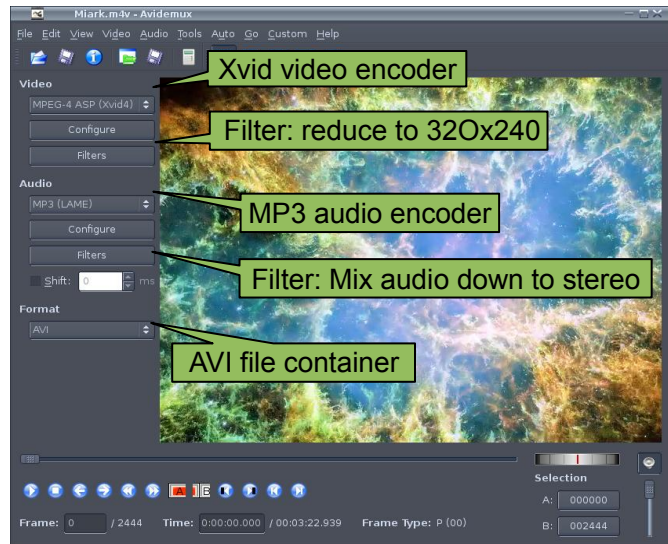 Miark.m4v - Avidemux
File Edit View Video Audio Tools Auto Go Custom Help
Video
Xvid video encoder
MPEG-4 ASP (Xvid4)
Configure
Filter: reduce to 32Ox240
Filters
Audio
MP3 (LAME)
MP3 audio encoder
Configure
Filters
Filter: Mix audio down to stereo
Shift: 0 ms
Format
AVI
AVI file container
A B
Selection
A: 000000
Frame: 0 / 2444 Time: 0:00:00.000 / 00:03:22.939 Frame Type: P (00)
B: 002444